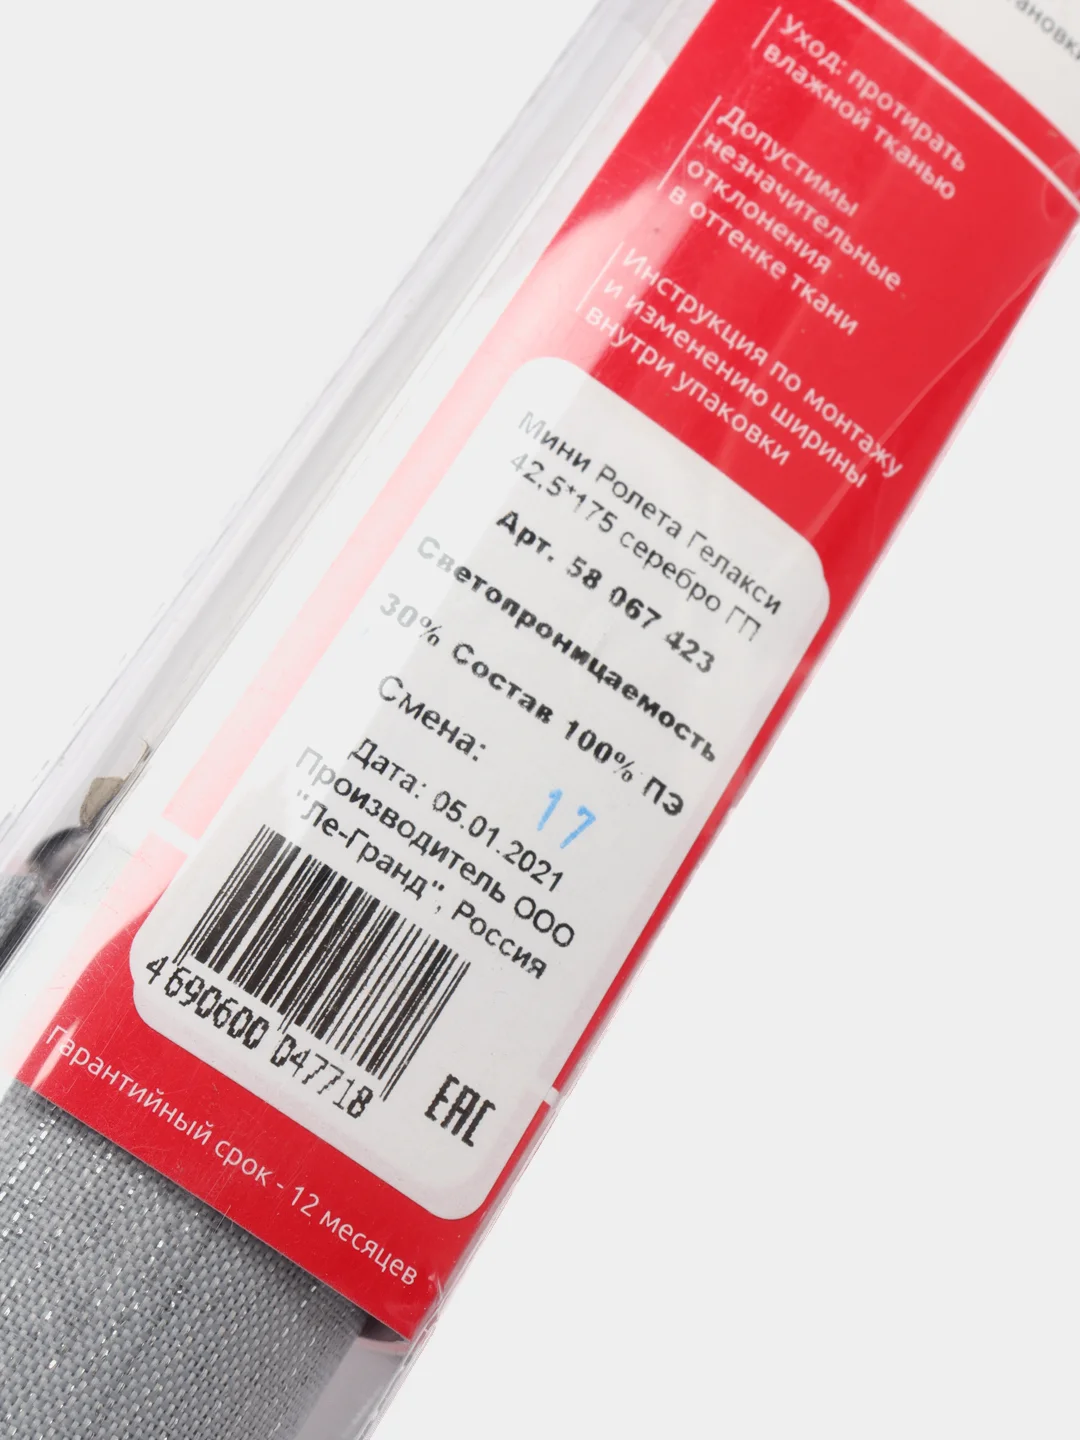 Уход: протирать
влажной тканью
Допустимы
незначительные
отклонения
в оттенке ткани
Инструкция по монтажу
и изменению ширины
внутри упаковки
Мини Ролета Гелакси
42,5*175 серебро ГП
Арт. 58 067 423
Светопроницаемость
30% Состав 100% ПЭ
Смена:
17
Дата: 05.01.2021
Производитель ООО
"Ле-Гранд", Россия
4 690600 047718
EAC
Гарантийный срок - 12 месяцев